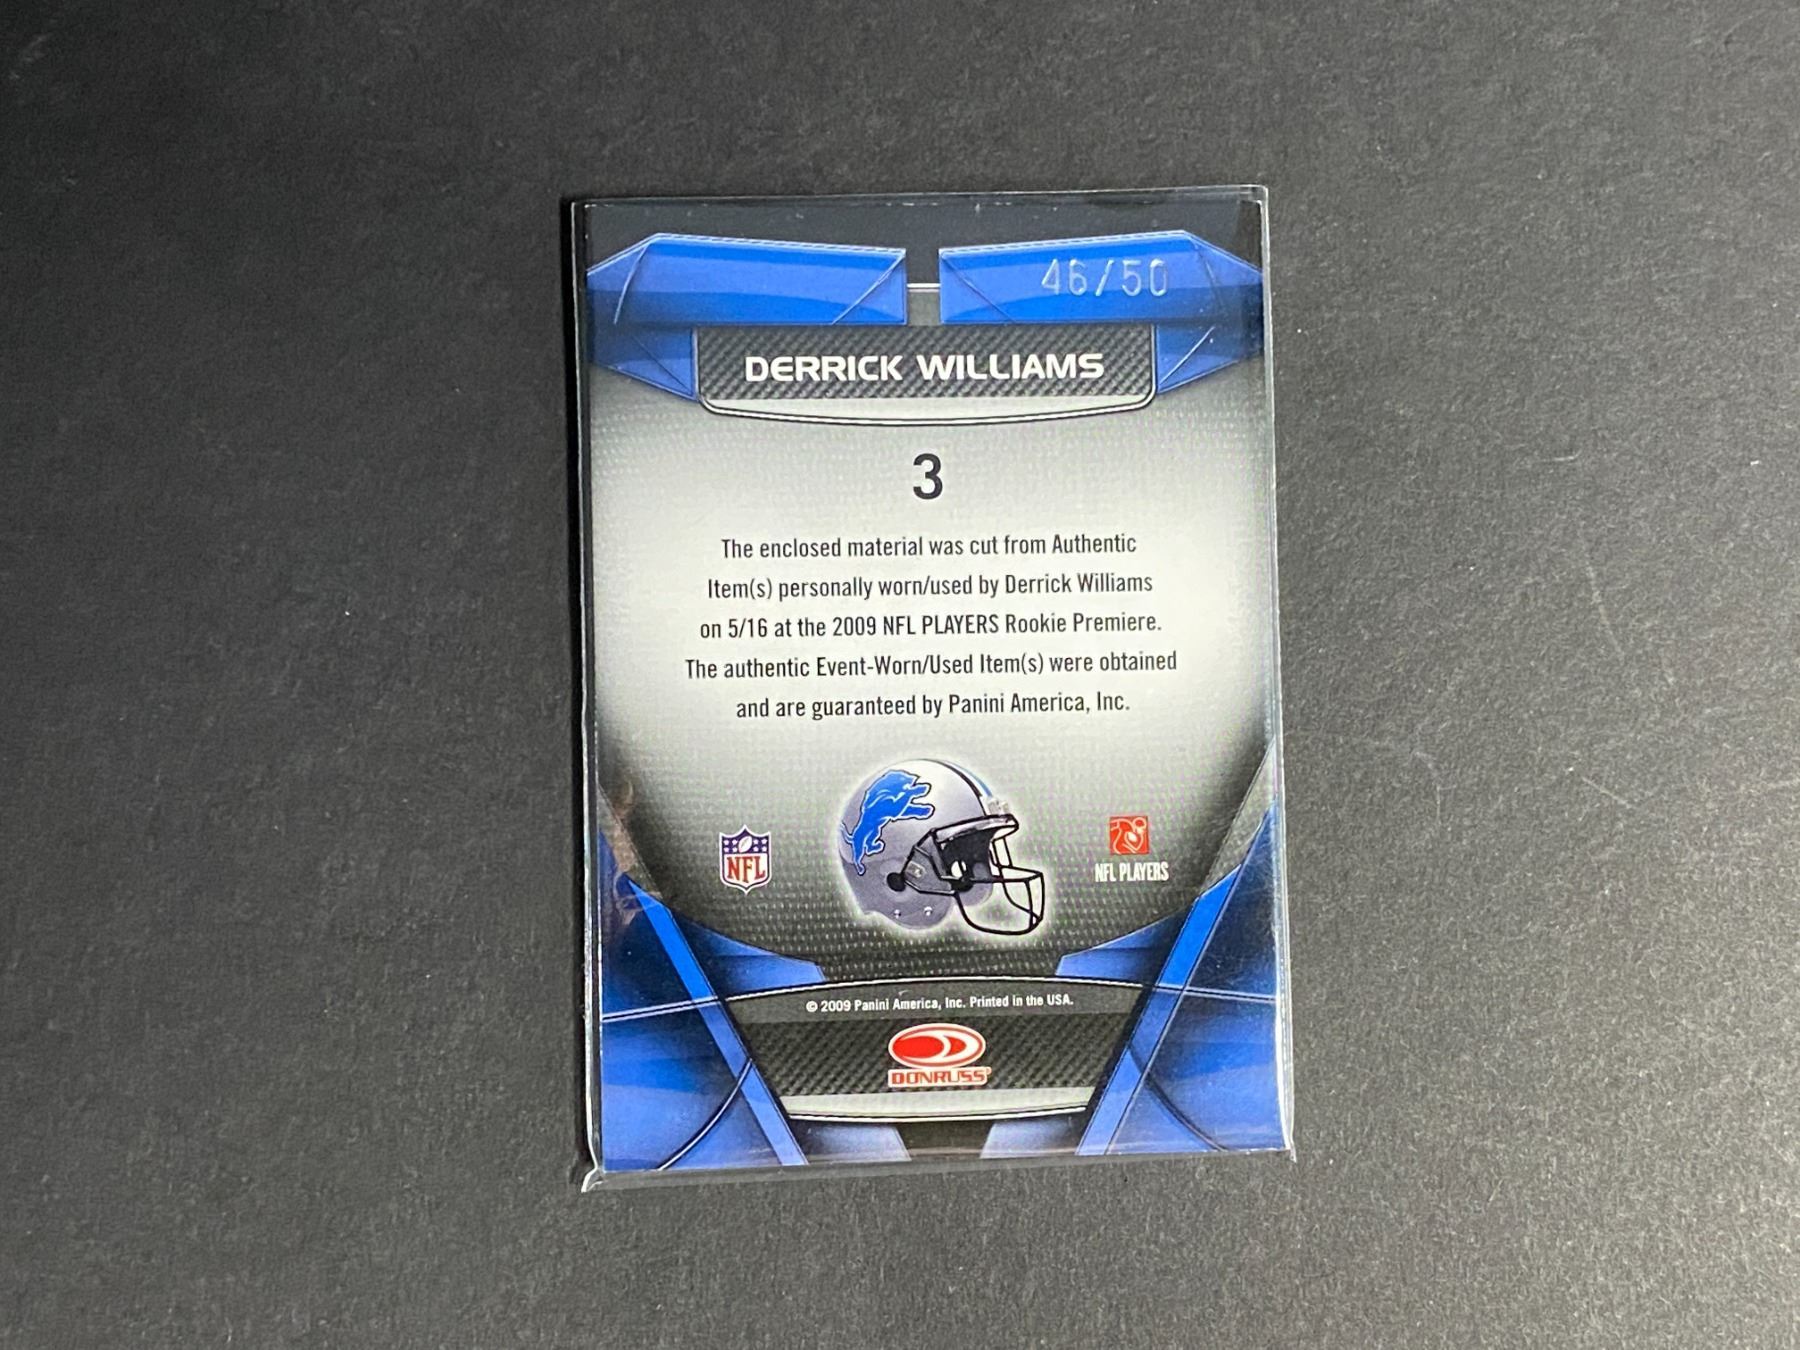 46/50
DERRICK WILLIAMS
3
The enclosed material was cut from Authentic
Item(s) personally worn/used by Derrick Williams
on 5/16 at the 2009 NFL PLAYERS Rookie Premiere.
The authentic Event-Worn/Used Item(s) were obtained
and are guaranteed by Panini America, Inc.
NFL
NFL PLAYERS
© 2009 Panini America, Inc. Printed in the USA.
DONRUSS